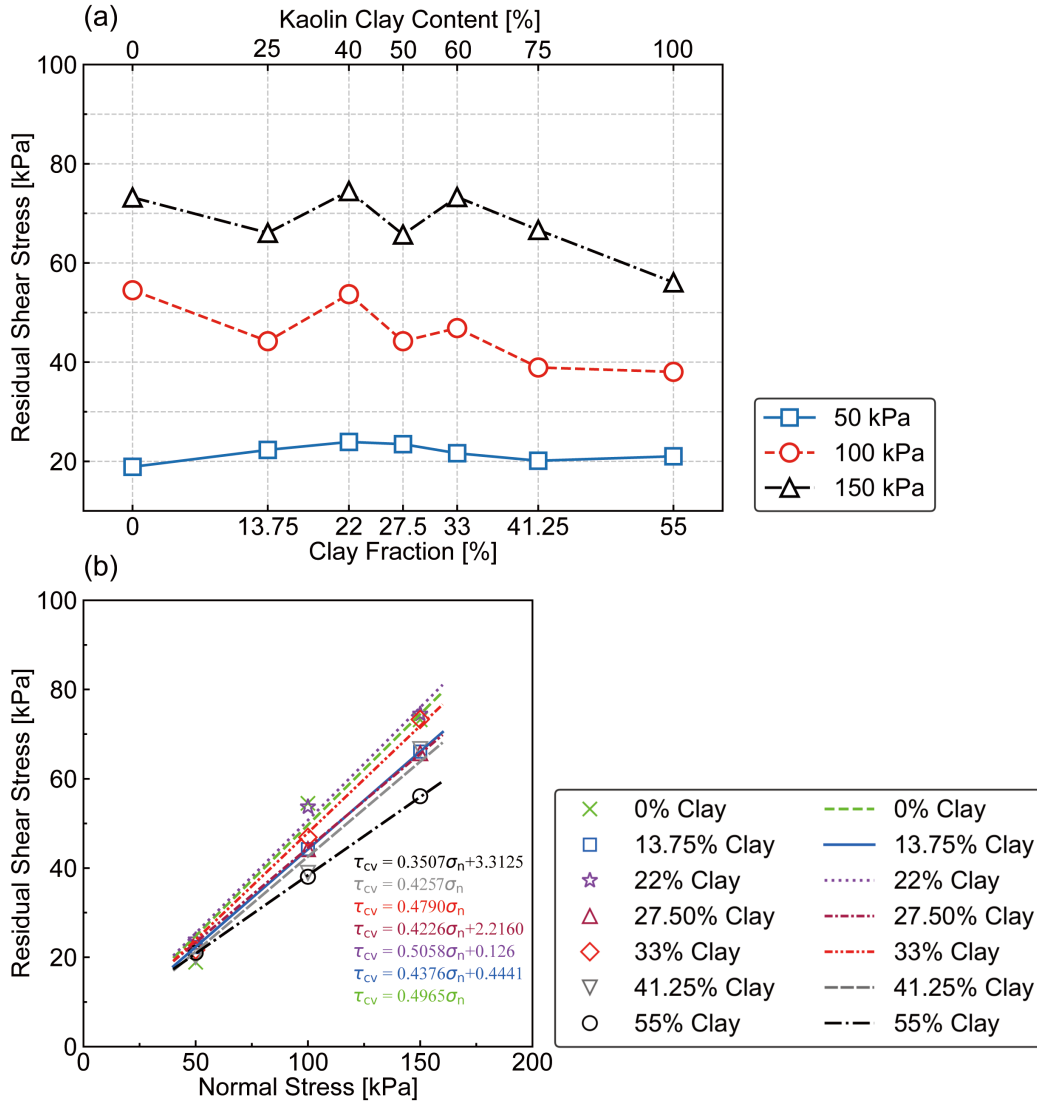 (a)
Kaolin Clay Content [%]
0 25 40 50 60 75 100
Residual Shear Stress [kPa]
100
80
60
40
20
0 13.75 22 27.5 33 41.25 55
Clay Fraction [%]
50 kPa
100 kPa
150 kPa
(b)
Residual Shear Stress [kPa]
100
80
60
40
20
0
τcv = 0.3507σn+3.3125
τcv = 0.4257σn
τcv = 0.4790σn
τcv = 0.4226σn+2.2160
τcv = 0.5058σn+0.126
τcv = 0.4376σn+0.4441
τcv = 0.4965σn
0 50 100 150 200
Normal Stress [kPa]
0% Clay 0% Clay
13.75% Clay 13.75% Clay
22% Clay 22% Clay
27.50% Clay 27.50% Clay
33% Clay 33% Clay
41.25% Clay 41.25% Clay
55% Clay 55% Clay